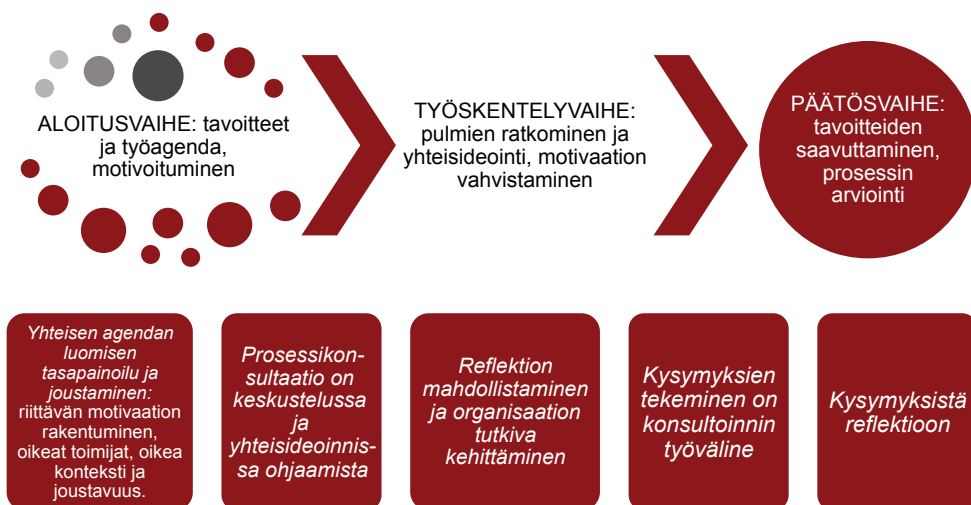 ALOITUSVAIHE: tavoitteet
ja työagenda,
motivoituminen
TYÖSKENTELYVAIHE:
pulmien ratkominen ja
yhteisideointi, motivaation
vahvistaminen
PÄÄTÖSVAIHE:
tavoitteiden
saavuttaminen,
prosessin
arviointi
Yhteisen agendan
luomisen
tasapainoilu ja
joustaminen:
riittävän motivaation
rakentuminen,
oikeat toimijat, oikea
konteksti ja
joustavuus.
Prosessikon-
sultaatio on
keskustelussa
ja
yhteisideoinnis-
sa ohjaamista
Reflektion
mahdollistaminen
ja organisaation
tutkiva
kehittäminen
Kysymyksien
tekeminen on
konsultoinnin
työväline
Kysymyksistä
reflektioon